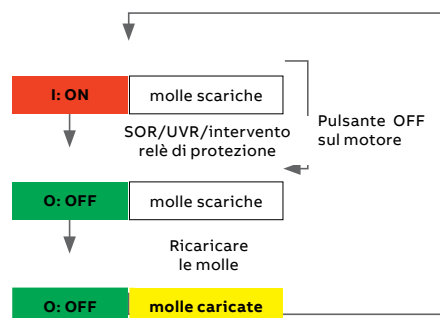 I: ON
molle scariche
SOR/UVR/intervento
relè di protezione
Pulsante OFF
sul motore
O: OFF
molle scariche
Ricaricare
le molle
O: OFF
molle caricate